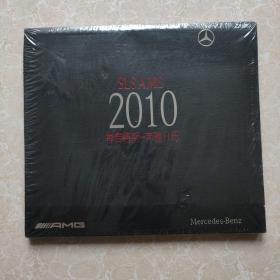 SLS AMG
2010
AMG
Mercedes-Benz